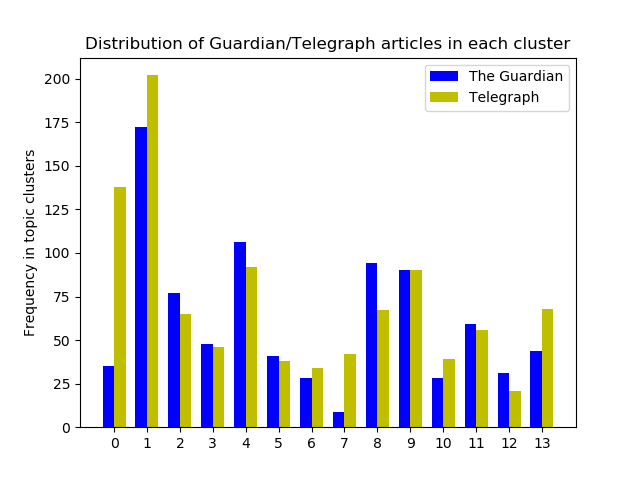 Distribution of Guardian/Telegraph articles in each cluster
The Guardian
Telegraph
Frequency in topic clusters
200
175
150
125
100
75
50
25
0
0 1 2 3 4 5 6 7 8 9 10 11 12 13